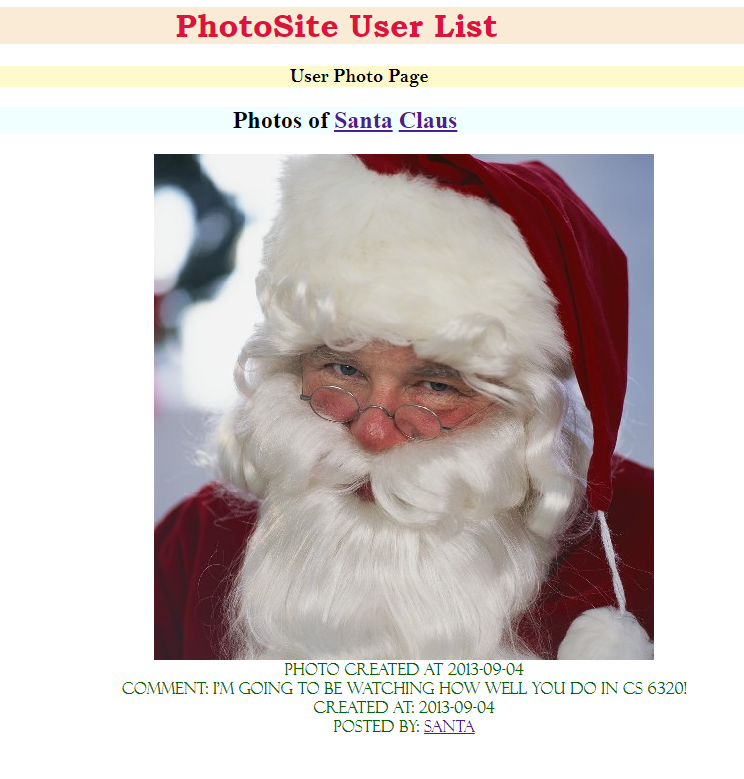 PhotoSite User List
User Photo Page
Photos of Santa Claus
PHOTO CREATED AT 2013-09-04
COMMENT: I'M GOING TO BE WATCHING HOW WELL YOU DO IN CS 6320!
CREATED AT: 2013-09-04
POSTED BY: SANTA